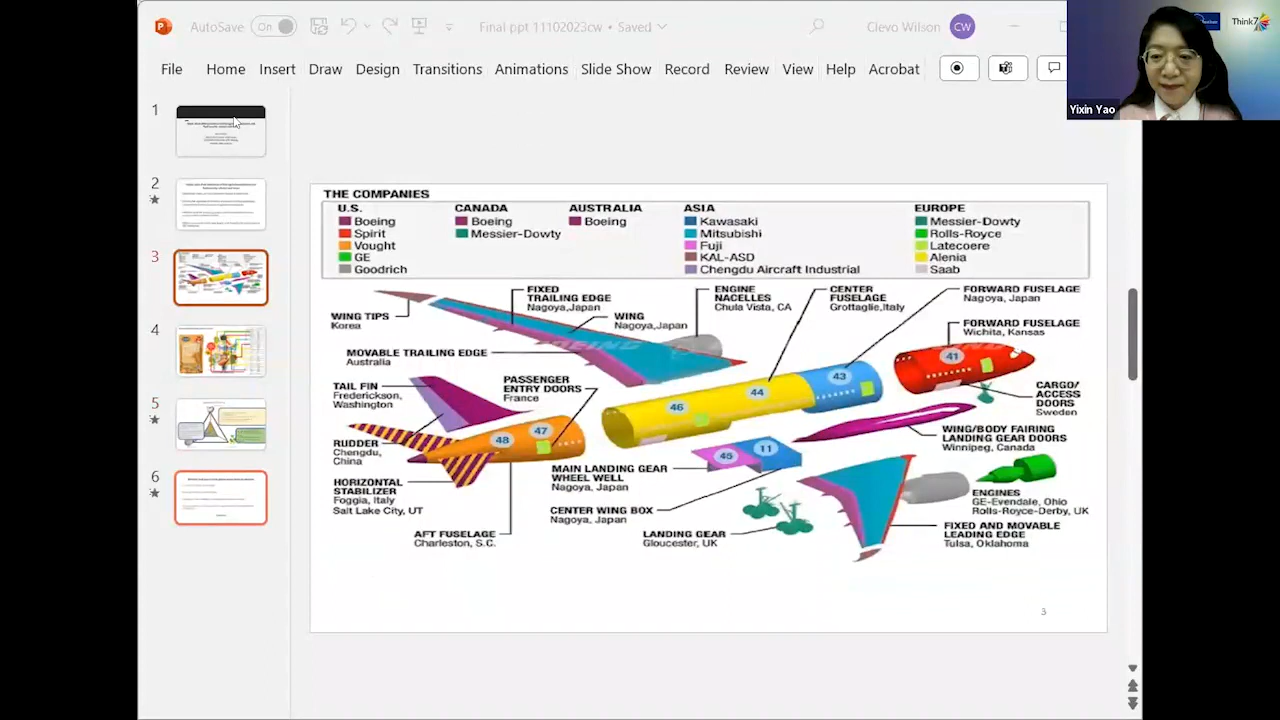 AutoSave On Final ppt 11102023cw • Saved Clevo Wilson CW
Think7
File Home Insert Draw Design Transitions Animations Slide Show Record Review View Help Acrobat
Yixin Yao
1
2
3
4
5
6
THE COMPANIES
U.S. CANADA AUSTRALIA ASIA EUROPE
Boeing Boeing Boeing Kawasaki Messier-Dowty
Spirit Messier-Dowty Mitsubishi Rolls-Royce
Vought Fuji Latecoere
GE KAL-ASD Alenia
Goodrich Chengdu Aircraft Industrial Saab
FIXED
TRAILING EDGE
Nagoya,Japan
ENGINE
NACELLES
Chula Vista, CA
CENTER
FUSELAGE
Grottaglie,Italy
FORWARD FUSELAGE
Nagoya, Japan
WING TIPS
Korea
WING
Nagoya,Japan
FORWARD FUSELAGE
Wichita, Kansas
BOEING
BOEING
MOVABLE TRAILING EDGE
Australia
41
43
44
46
TAIL FIN
Frederickson,
Washington
PASSENGER
ENTRY DOORS
France
CARGO/
ACCESS
DOORS
Sweden
47
48
45
11
RUDDER
Chengdu,
China
WING/BODY FAIRING
LANDING GEAR DOORS
Winnipeg, Canada
MAIN LANDING GEAR
WHEEL WELL
Nagoya, Japan
HORIZONTAL
STABILIZER
Foggia, Italy
Salt Lake City, UT
CENTER WING BOX
Nagoya, Japan
ENGINES
GE-Evendale, Ohio
Rolls-Royce-Derby, UK
AFT FUSELAGE
Charleston, S.C.
LANDING GEAR
Gloucester, UK
FIXED AND MOVABLE
LEADING EDGE
Tulsa, Oklahoma
3